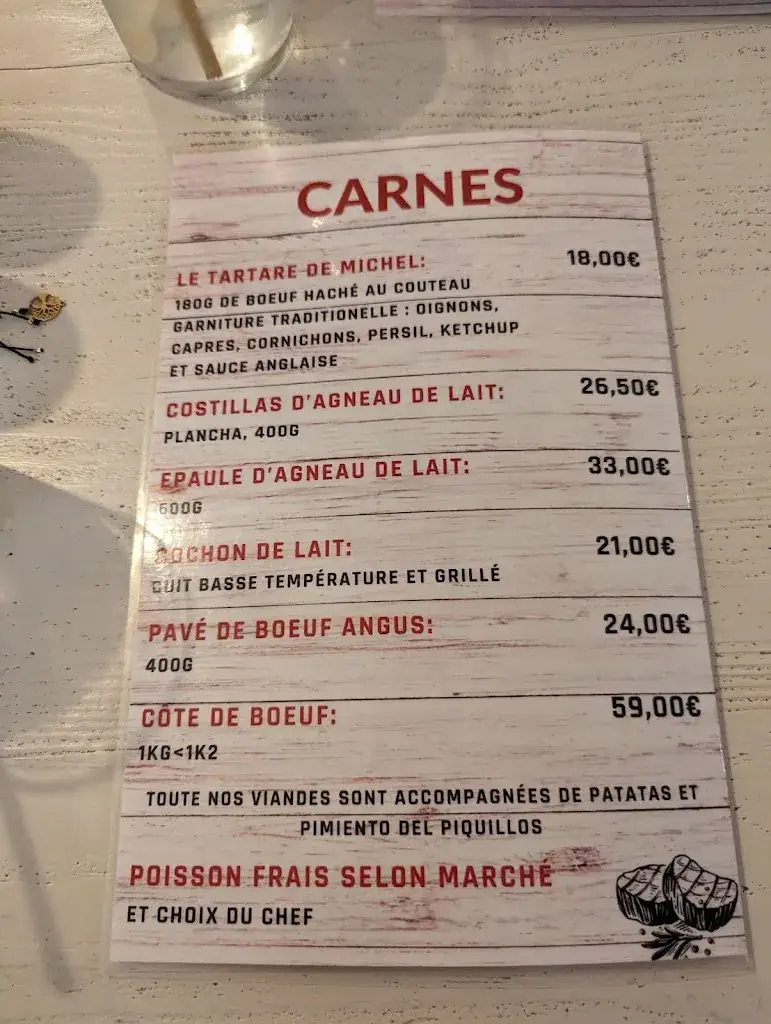 CARNES
LE TARTARE DE MICHEL: 18,00€
180G DE BOEUF HACHÉ AU COUTEAU
GARNITURE TRADITIONELLE : OIGNONS,
CAPRES, CORNICHONS, PERSIL, KETCHUP
ET SAUCE ANGLAISE
COSTILLAS D'AGNEAU DE LAIT: 26,50€
PLANCHA, 400G
EPAULE D'AGNEAU DE LAIT: 33,00€
600G
COCHON DE LAIT: 21,00€
CUIT BASSE TEMPÉRATURE ET GRILLÉ
PAVÉ DE BOEUF ANGUS: 24,00€
400G
CÔTE DE BOEUF: 59,00€
1KG<1K2
TOUTE NOS VIANDES SONT ACCOMPAGNÉES DE PATATAS ET
PIMIENTO DEL PIQUILLOS
POISSON FRAIS SELON MARCHÉ
ET CHOIX DU CHEF